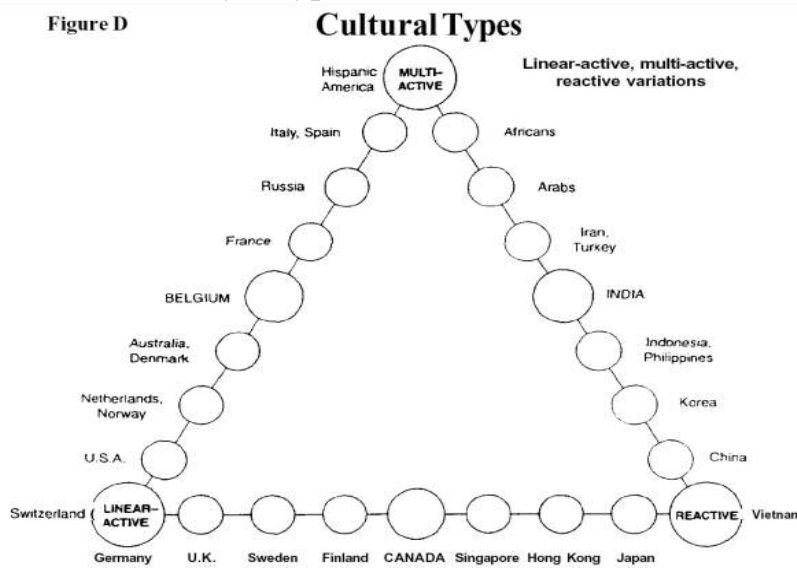 Figure D
Cultural Types
Linear-active, multi-active,
reactive variations
Hispanic
America
MULTI–
ACTIVE
Italy, Spain
Africans
Russia
Arabs
France
Iran,
Turkey
BELGIUM
INDIA
Australia,
Denmark
Indonesia,
Philippines
Netherlands,
Norway
Korea
U.S.A.
China
Switzerland
LINEAR–
ACTIVE
REACTIVE
Vietnam
Germany
U.K.
Sweden
Finland
CANADA
Singapore
Hong Kong
Japan